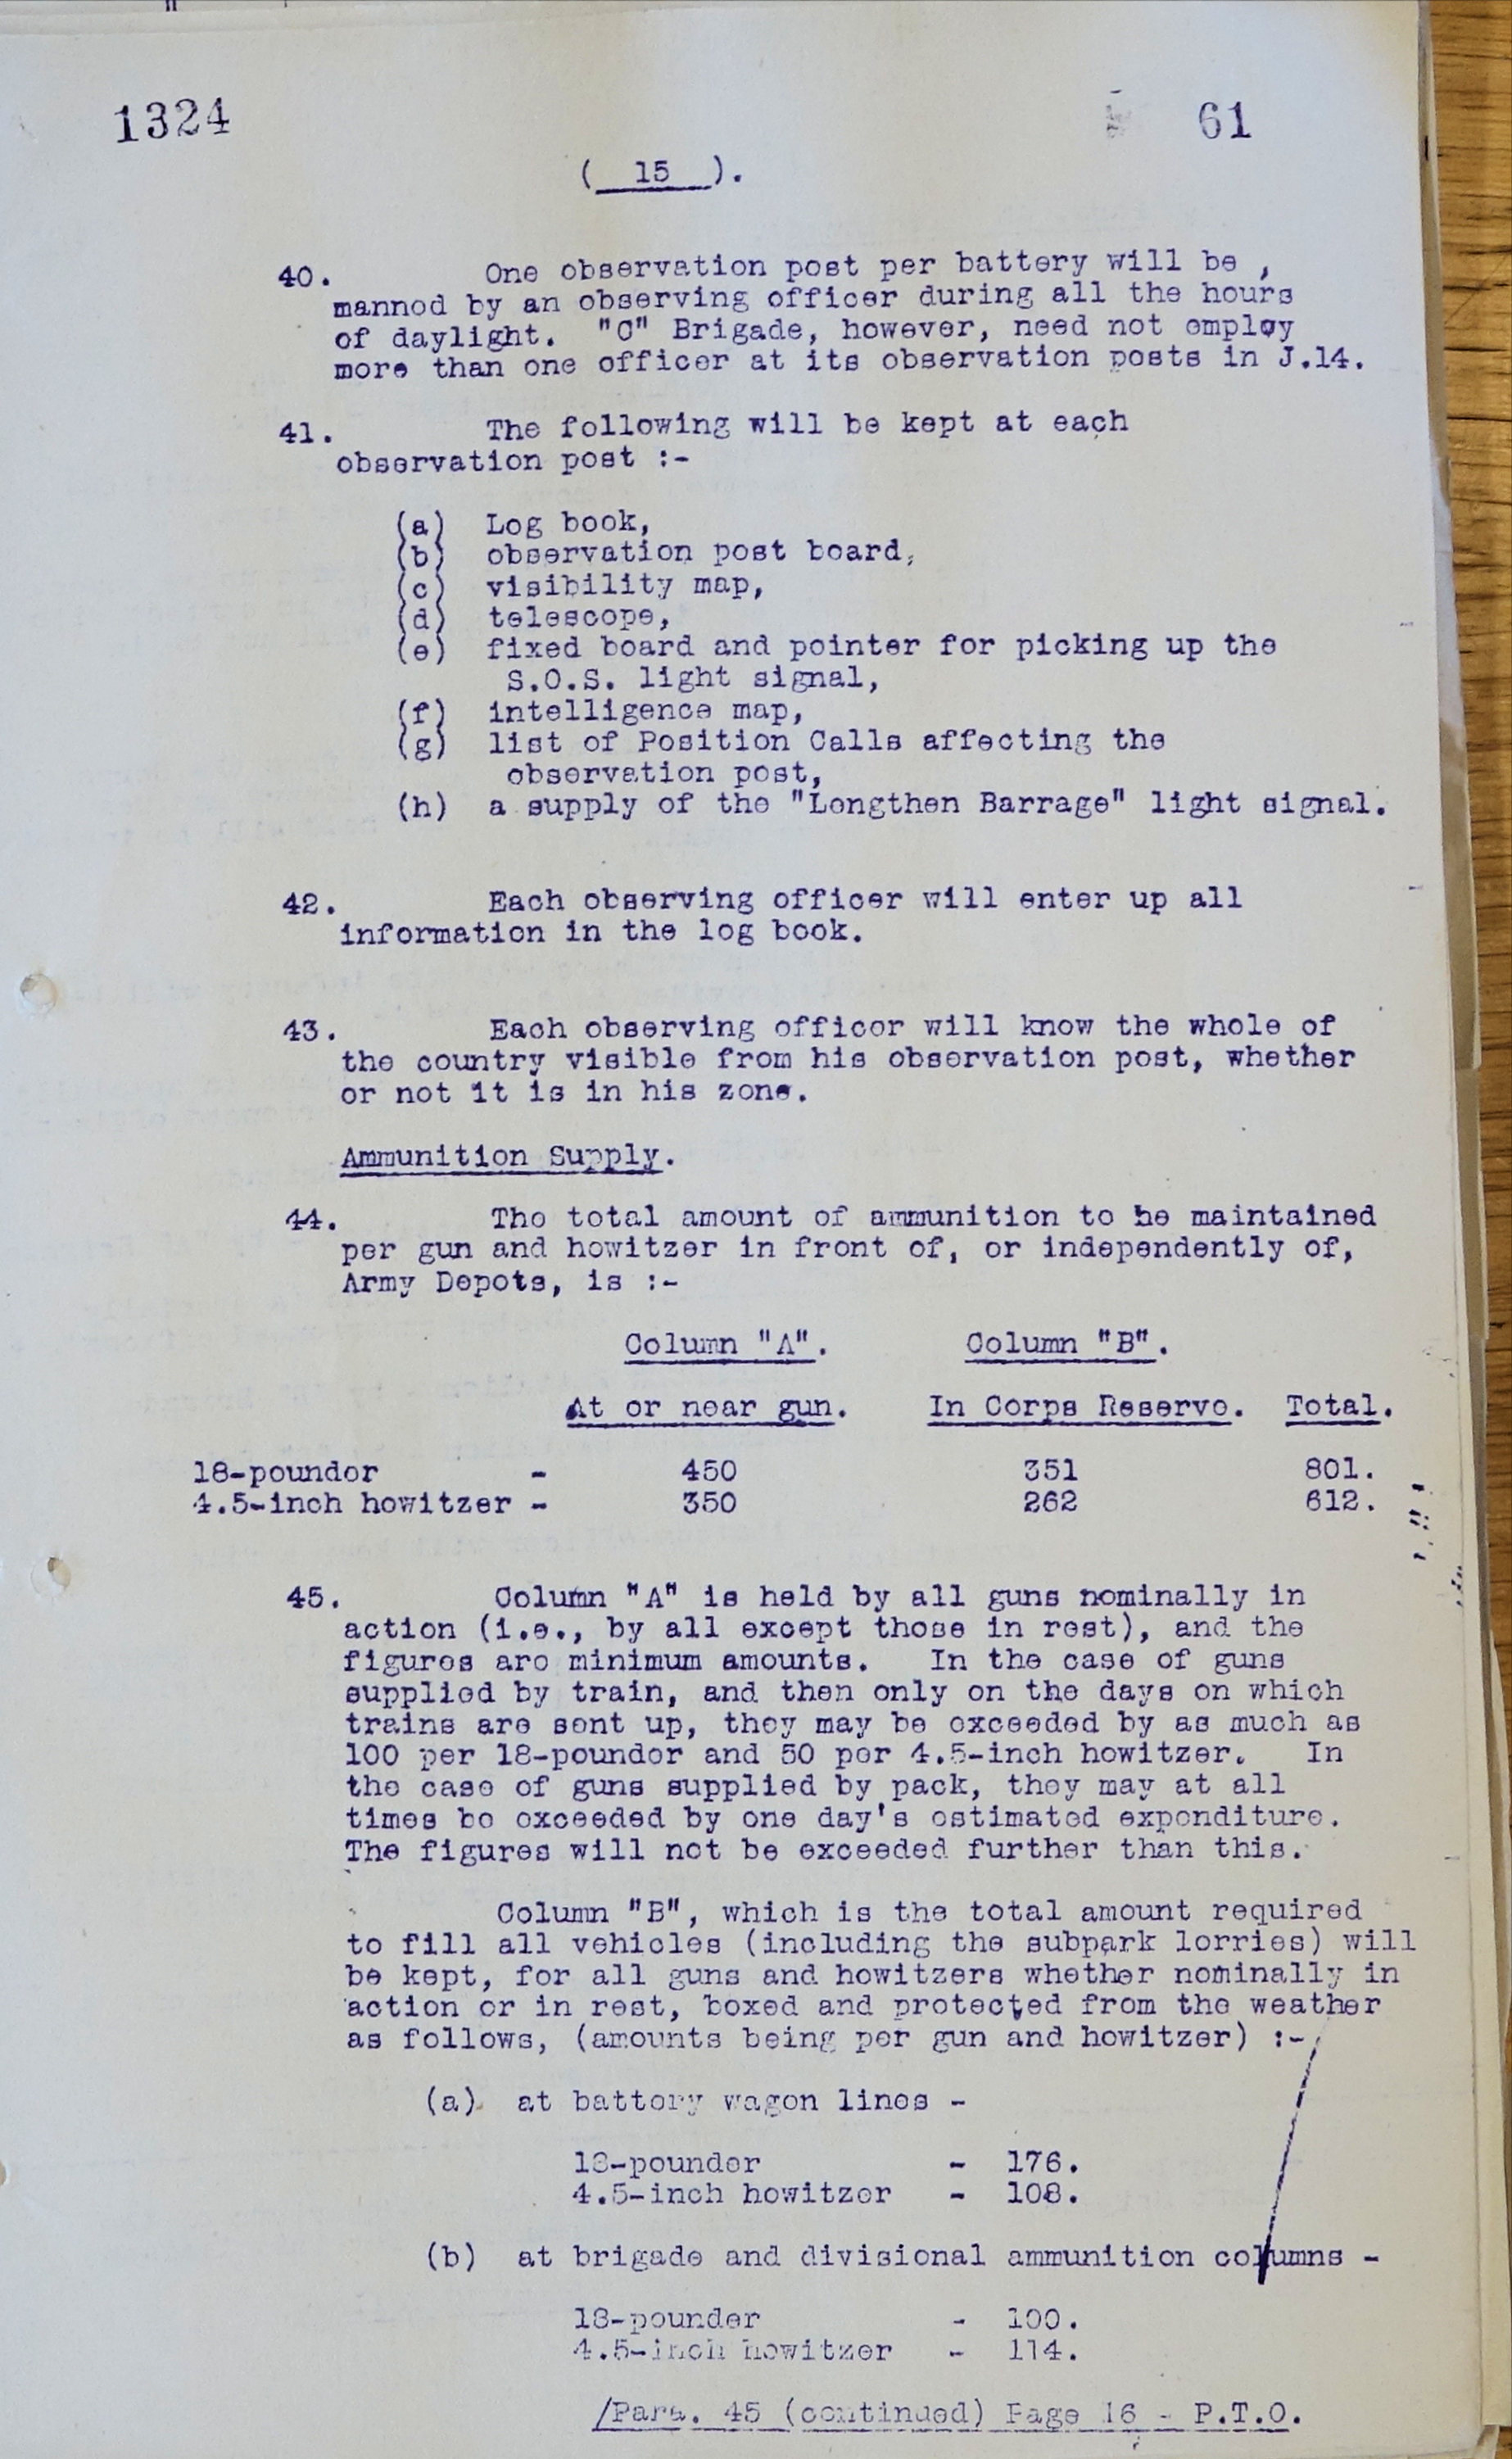 1324
61
( 15 ).
40. One observation post per battery will be ,
manned by an observing officer during all the hours
of daylight. "C" Brigade, however, need not employ
more than one officer at its observation posts in J.14.
41. The following will be kept at each
observation post :-
(a) Log book,
(b) observation post board,
(c) visibility map,
(d) telescope,
(e) fixed board and pointer for picking up the
S.O.S. light signal,
(f) intelligence map,
(g) list of Position Calls affecting the
observation post,
(h) a supply of the "Longthen Barrage" light signal.
42. Each observing officer will enter up all
information in the log book.
43. Each observing officer will know the whole of
the country visible from his observation post, whether
or not it is in his zone.
Ammunition Supply.
44. The total amount of ammunition to be maintained
per gun and howitzer in front of, or independently of,
Army Depots, is :-
Column "A". Column "B".
At or near gun. In Corps Reserve. Total.
18-pounder - 450 351 801.
4.5-inch howitzer - 350 262 612.
45. Column "A" is held by all guns nominally in
action (i.e., by all except those in rest), and the
figures are minimum amounts. In the case of guns
supplied by train, and then only on the days on which
trains are sent up, they may be exceeded by as much as
100 per 18-pounder and 50 per 4.5-inch howitzer. In
the case of guns supplied by pack, they may at all
times be exceeded by one day's estimated expenditure.
The figures will not be exceeded further than this.
Column "B", which is the total amount required
to fill all vehicles (including the subpark lorries) will
be kept, for all guns and howitzers whether nominally in
action or in rest, boxed and protected from the weather
as follows, (amounts being per gun and howitzer) :-
(a) at battery wagon lines -
18-pounder - 176.
4.5-inch howitzer - 108.
(b) at brigade and divisional ammunition columns -
18-pounder - 100.
4.5-inch howitzer - 114.
/Para. 45 (continued) Page 16 - P.T.O.